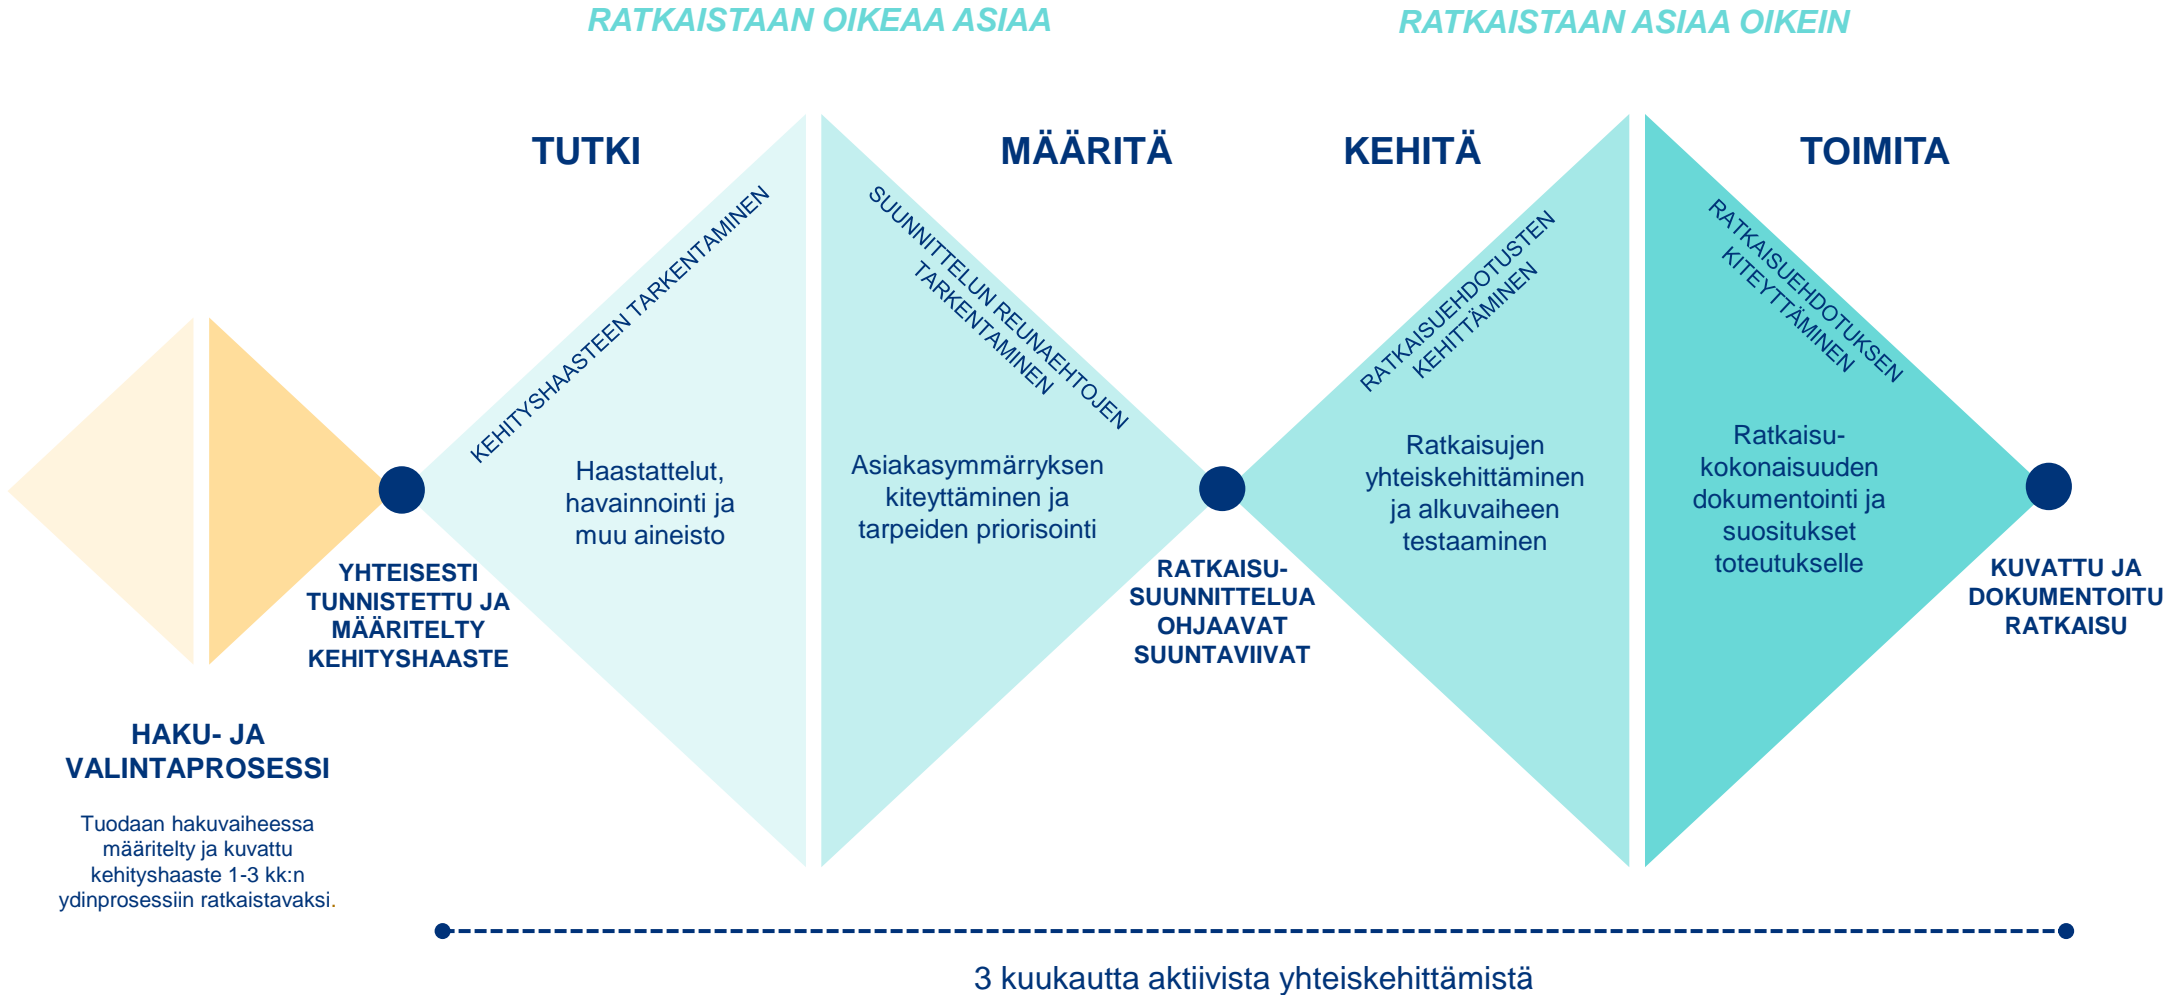 RATKAISTAAN OIKEAA ASIAA
RATKAISTAAN ASIAA OIKEIN
TUTKI
MÄÄRITÄ
KEHITÄ
TOIMITA
KEHITYSHAASTEEN TARKENTAMINEN
SUUNNITTELUN REUNAEHTOJEN
TARKENTAMINEN
RATKAISUEHDOTUSTEN
KEHITTÄMINEN
RATKAISUEHDOTUKSEN
KITEYTTÄMINEN
Haastattelut,
havainnointi ja
muu aineisto
Asiakasymmärryksen
kiteyttäminen ja
tarpeiden priorisointi
Ratkaisujen
yhteiskehittäminen
ja alkuvaiheen
testaaminen
Ratkaisu-
kokonaisuuden
dokumentointi ja
suositukset
toteutukselle
YHTEISESTI
TUNNISTETTU JA
MÄÄRITELTY
KEHITYSHAASTE
RATKAISU-
SUUNNITTELUA
OHJAAVAT
SUUNTAVIIVAT
KUVATTU JA
DOKUMENTOITU
RATKAISU
HAKU- JA
VALINTAPROSESSI
Tuodaan hakuvaiheessa
määritelty ja kuvattu
kehityshaaste 1-3 kk:n
ydinprosessiin ratkaistavaksi.
3 kuukautta aktiivista yhteiskehittämistä